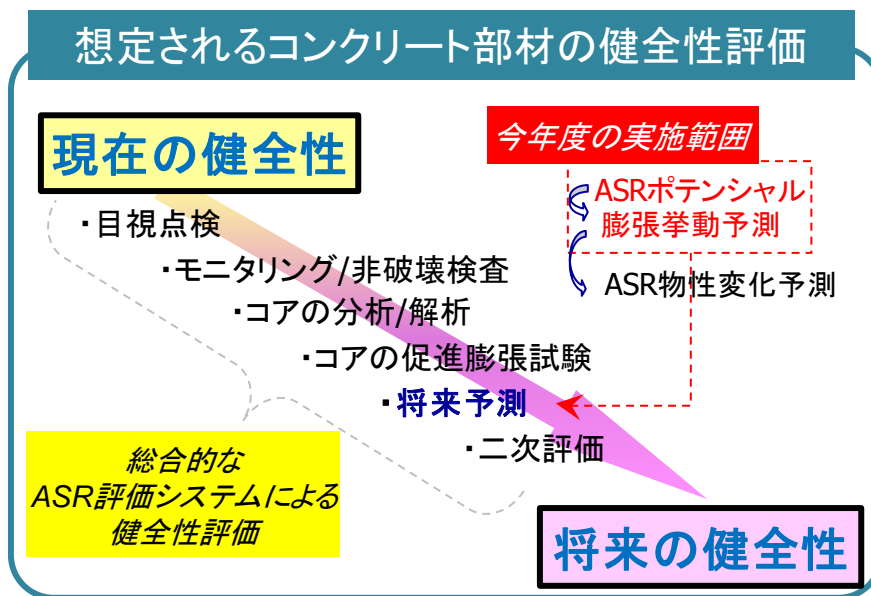 想定されるコンクリート部材の健全性評価
現在の健全性
今年度の実施範囲
ASRポテンシャル
膨張挙動予測
ASR物性変化予測
・目視点検
・モニタリング/非破壊検査
・コアの分析/解析
・コアの促進膨張試験
・将来予測
・二次評価
総合的な
ASR評価システムによる
健全性評価
将来の健全性